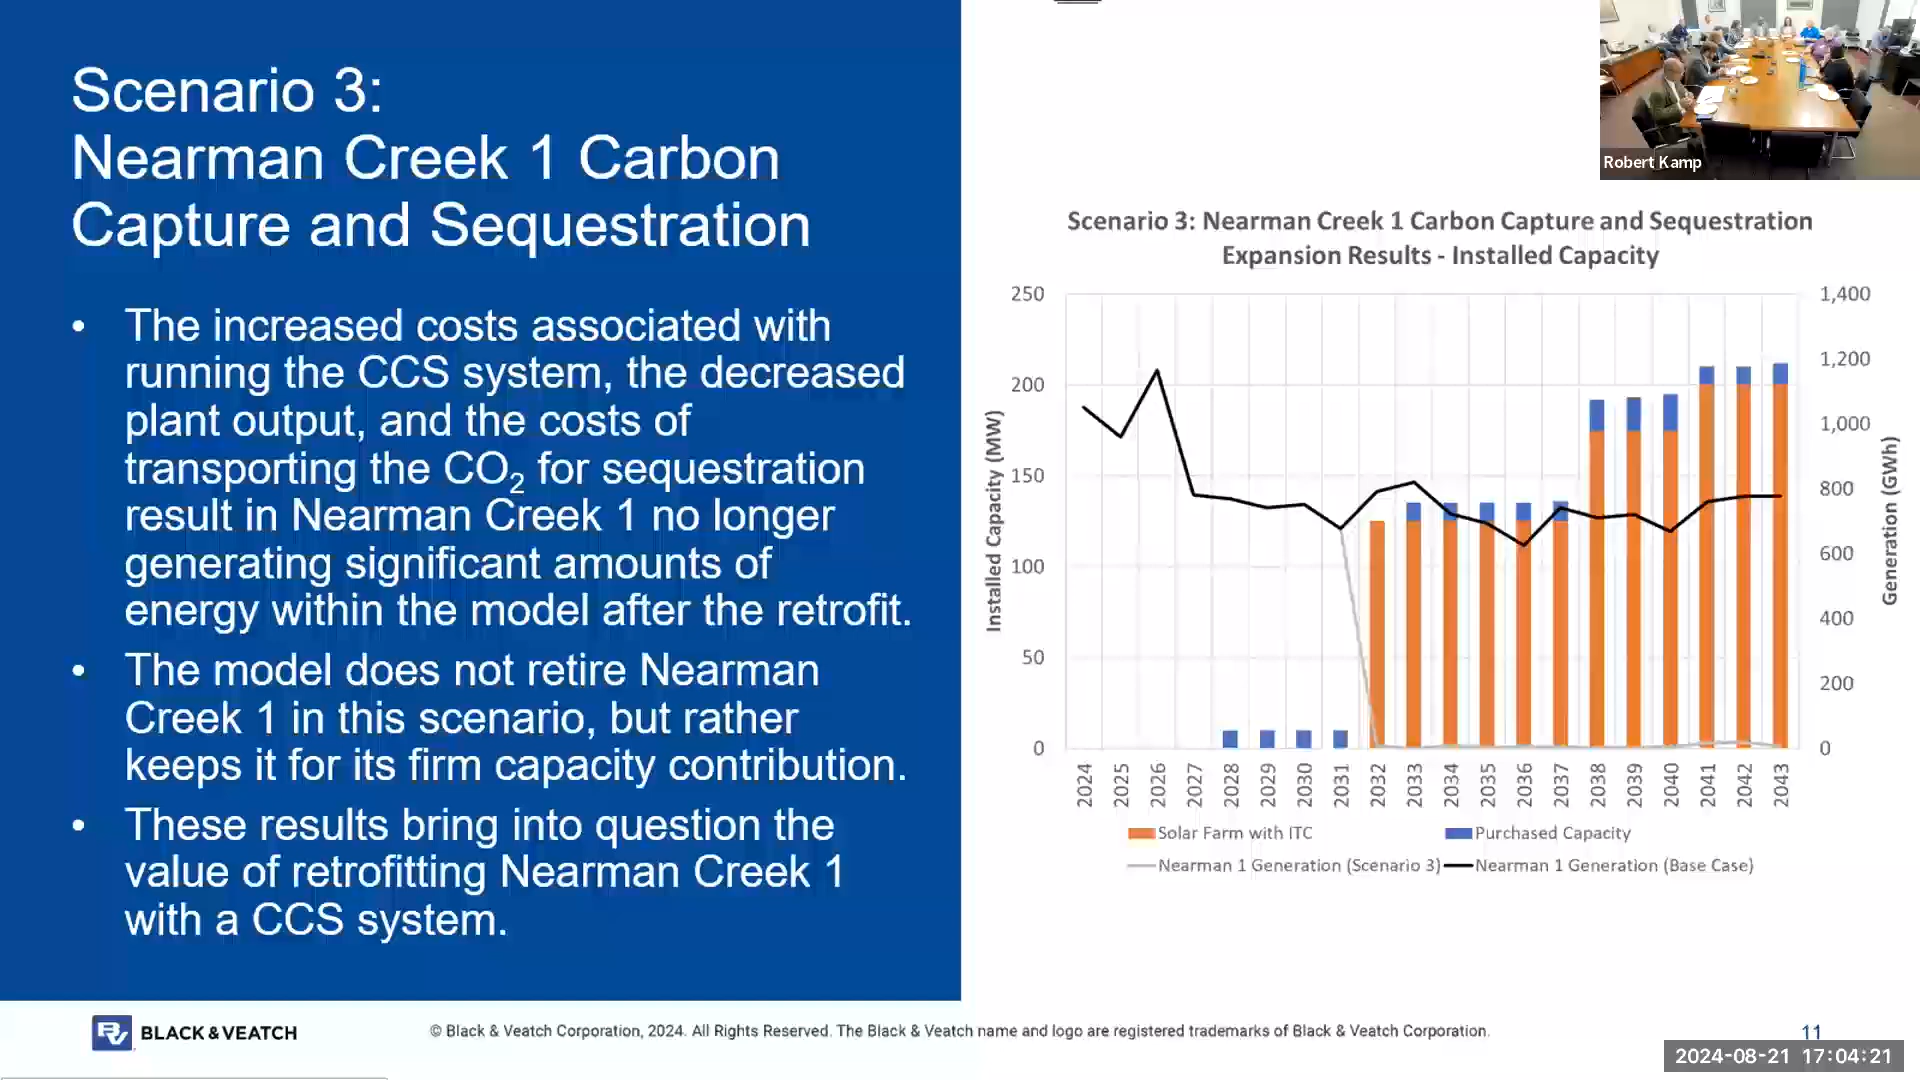 Scenario 3:
Nearman Creek 1 Carbon
Capture and Sequestration
• The increased costs associated with
running the CCS system, the decreased
plant output, and the costs of
transporting the CO₂ for sequestration
result in Nearman Creek 1 no longer
generating significant amounts of
energy within the model after the retrofit.
• The model does not retire Nearman
Creek 1 in this scenario, but rather
keeps it for its firm capacity contribution.
• These results bring into question the
value of retrofitting Nearman Creek 1
with a CCS system.
Robert Kamp
Scenario 3: Nearman Creek 1 Carbon Capture and Sequestration
Expansion Results - Installed Capacity
Installed Capacity (MW)
250
200
150
100
50
0
1,400
1,200
1,000
800
600
400
200
0
Generation (GWh)
2024
2025
2026
2027
2028
2029
2030
2031
2032
2033
2034
2035
2036
2037
2038
2039
2040
2041
2042
2043
Solar Farm with ITC
Purchased Capacity
Nearman 1 Generation (Scenario 3)
Nearman 1 Generation (Base Case)
BV BLACK & VEATCH
© Black & Veatch Corporation, 2024. All Rights Reserved. The Black & Veatch name and logo are registered trademarks of Black & Veatch Corporation.
11
2024-08-21 17:04:21